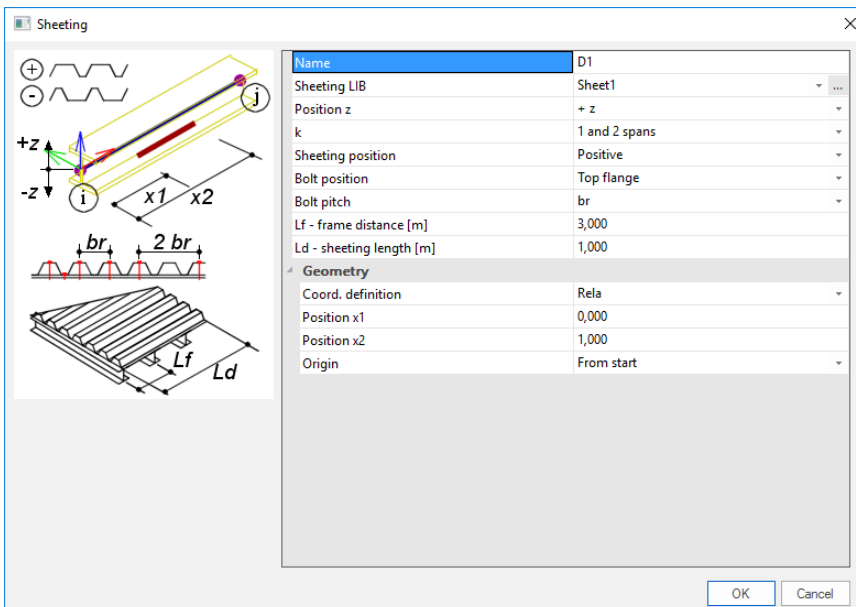 Sheeting
Name D1
Sheeting LIB Sheet1 ...
Position z + z
k 1 and 2 spans
Sheeting position Positive
Bolt position Top flange
Bolt pitch br
Lf - frame distance [m] 3,000
Ld - sheeting length [m] 1,000
Geometry
Coord. definition Rela
Position x1 0,000
Position x2 1,000
Origin From start
+
-
j
+z
-z
i
x1
x2
br
2 br
Lf
Ld
OK Cancel